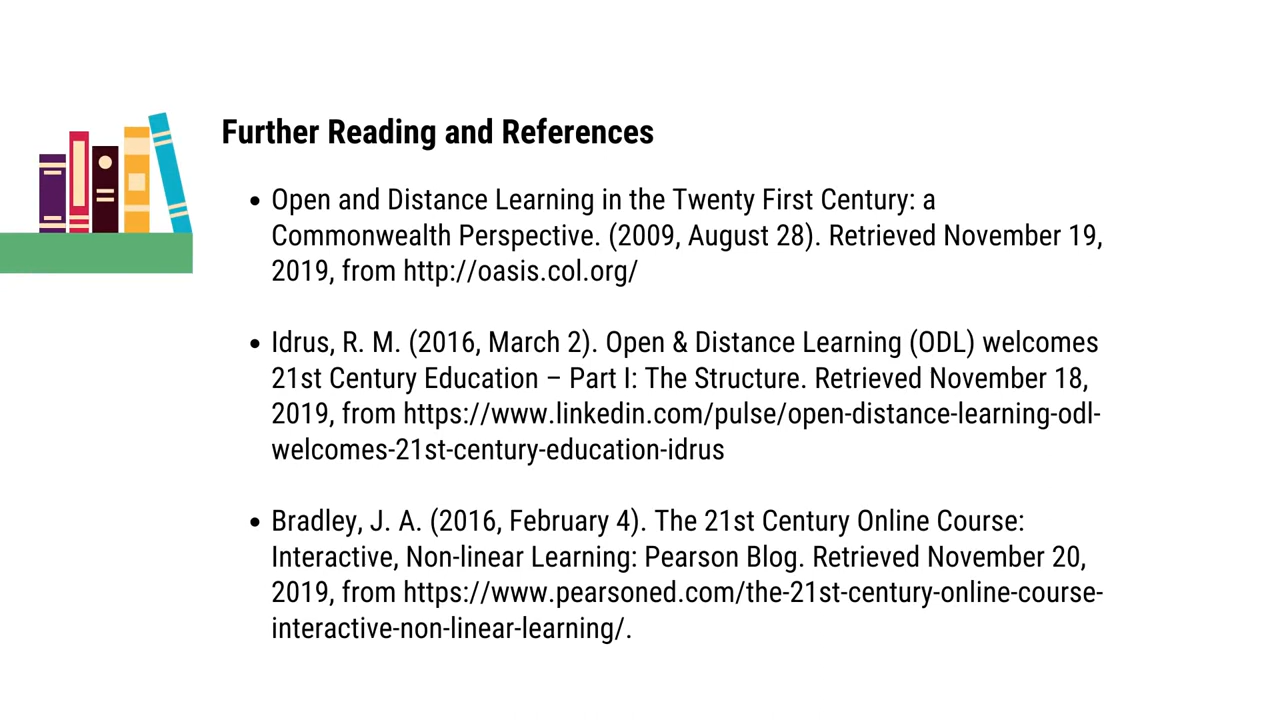 Further Reading and References
• Open and Distance Learning in the Twenty First Century: a
Commonwealth Perspective. (2009, August 28). Retrieved November 19,
2019, from http://oasis.col.org/
• Idrus, R. M. (2016, March 2). Open & Distance Learning (ODL) welcomes
21st Century Education – Part I: The Structure. Retrieved November 18,
2019, from https://www.linkedin.com/pulse/open-distance-learning-odl-
welcomes-21st-century-education-idrus
• Bradley, J. A. (2016, February 4). The 21st Century Online Course:
Interactive, Non-linear Learning: Pearson Blog. Retrieved November 20,
2019, from https://www.pearsoned.com/the-21st-century-online-course-
interactive-non-linear-learning/.